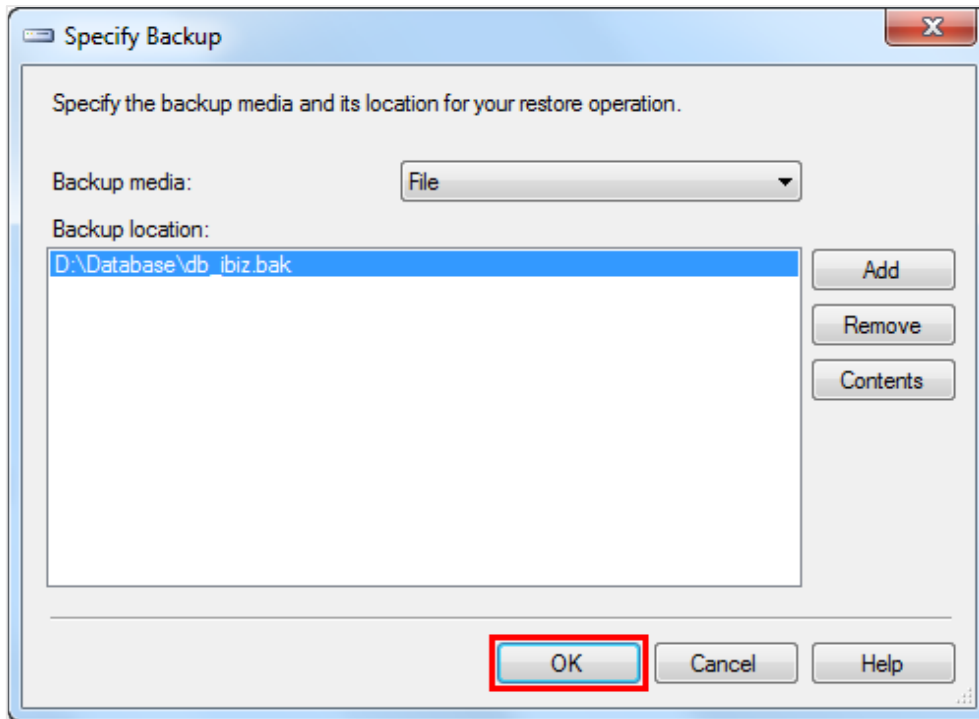 Specify Backup
Specify the backup media and its location for your restore operation.
Backup media:
File
Backup location:
D:\Database\db_ibiz.bak
Add
Remove
Contents
OK
Cancel
Help